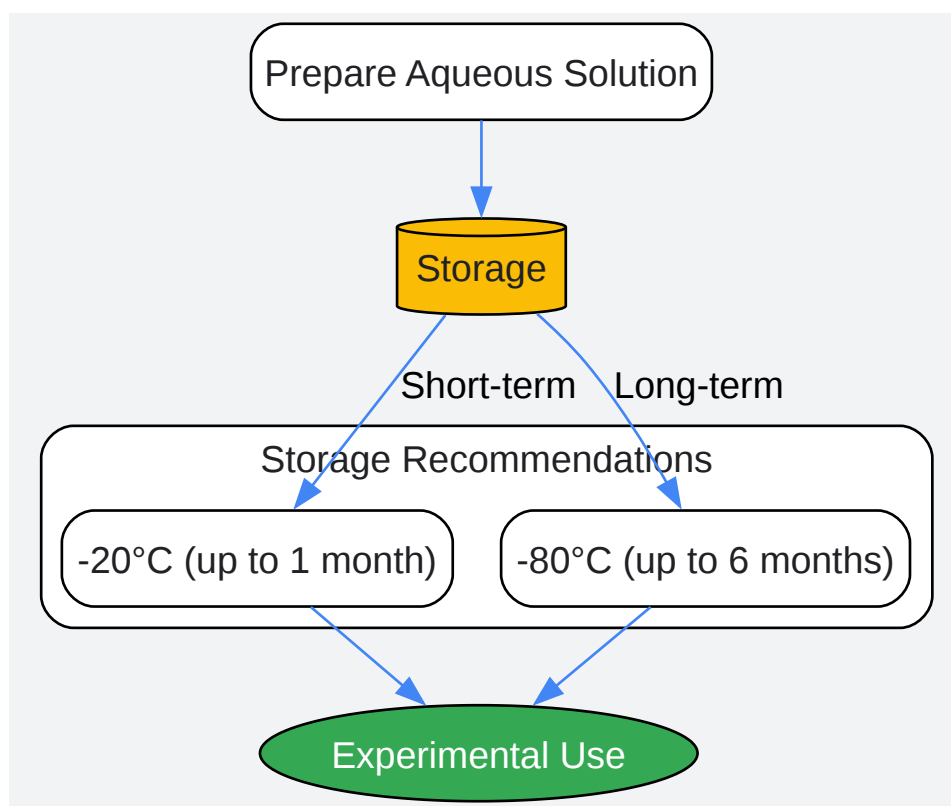 Prepare Aqueous Solution
Storage
Short-term
Long-term
Storage Recommendations
-20°C (up to 1 month)
-80°C (up to 6 months)
Experimental Use